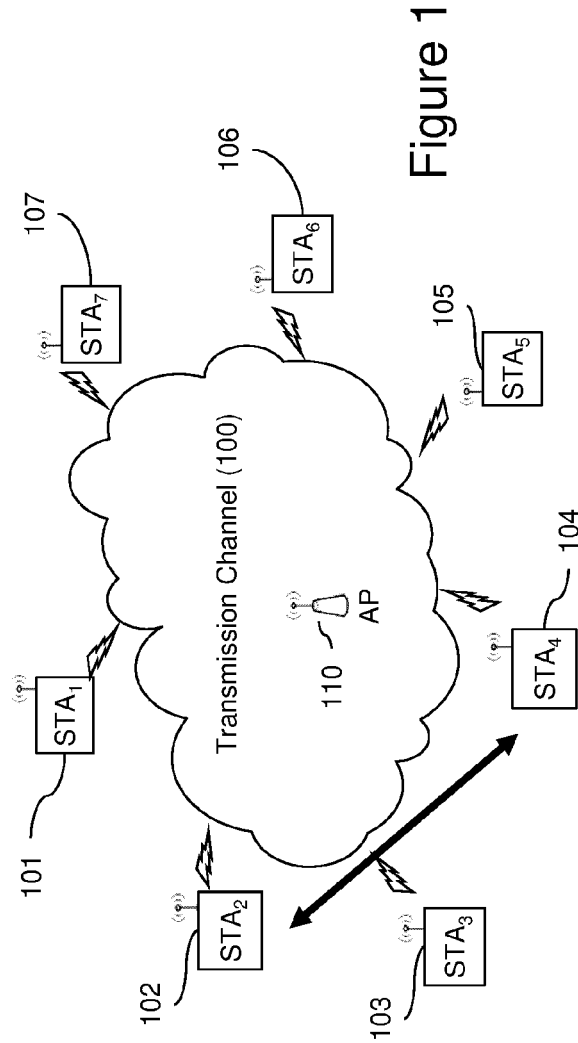 107
STA₇
106
STA₆
101
STA₁
Transmission Channel (100)
105
STA₅
110
AP
102
STA₂
104
STA₄
103
STA₃
Figure 1